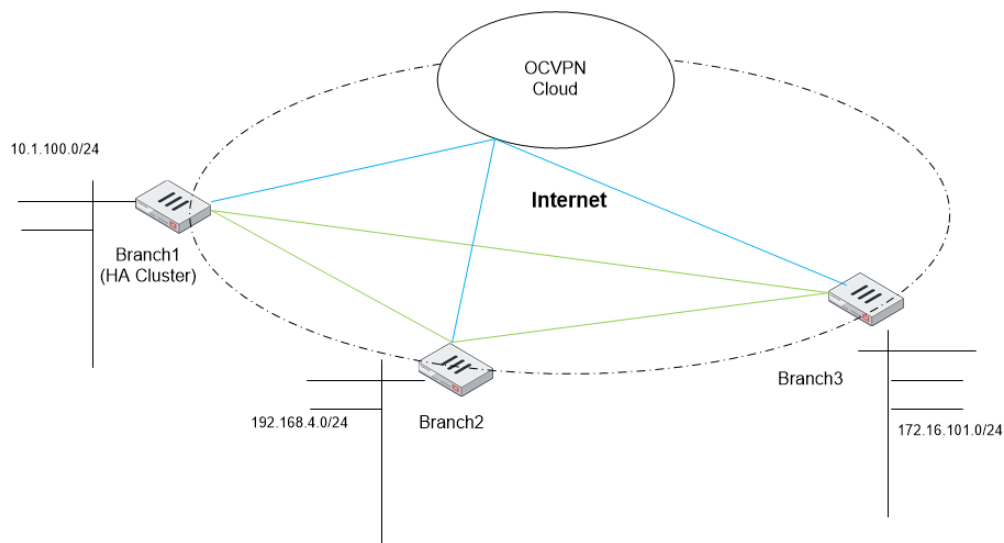 OCVPN
Cloud
10.1.100.0/24
Internet
Branch1
(HA Cluster)
Branch3
192.168.4.0/24
Branch2
172.16.101.0/24